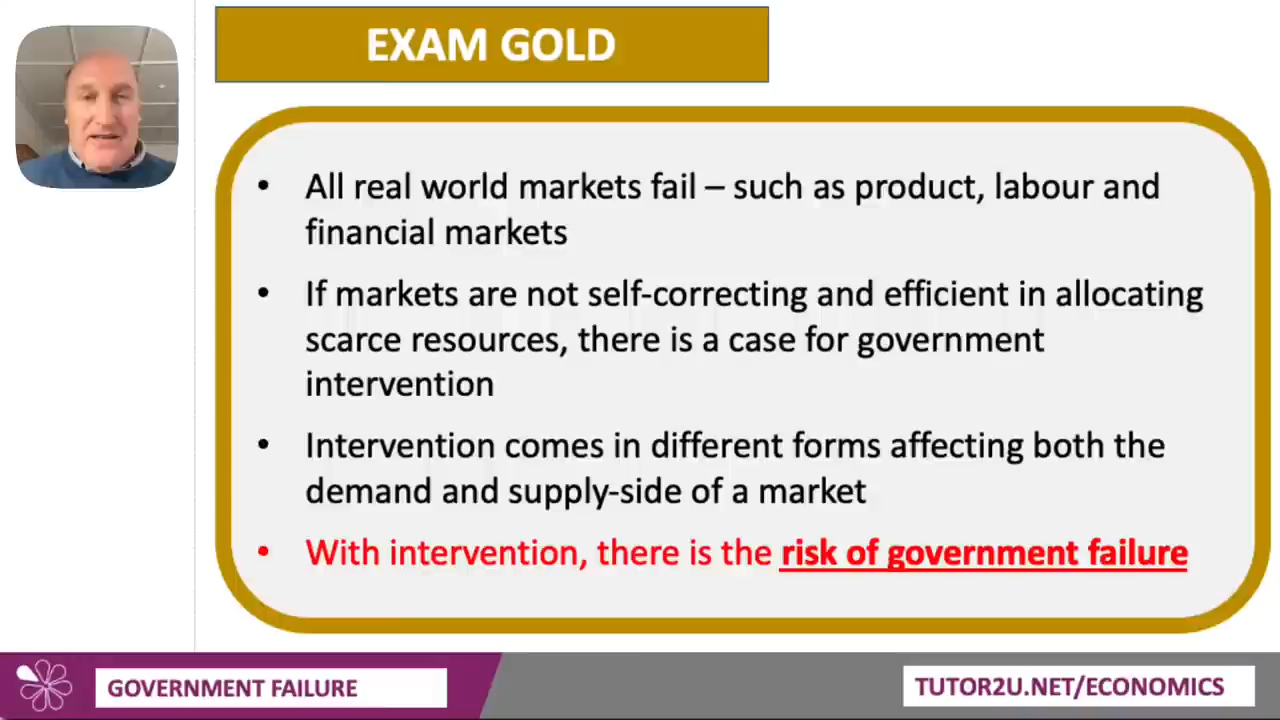 EXAM GOLD
• All real world markets fail – such as product, labour and
financial markets
• If markets are not self-correcting and efficient in allocating
scarce resources, there is a case for government
intervention
• Intervention comes in different forms affecting both the
demand and supply-side of a market
• With intervention, there is the risk of government failure
GOVERNMENT FAILURE
TUTOR2U.NET/ECONOMICS